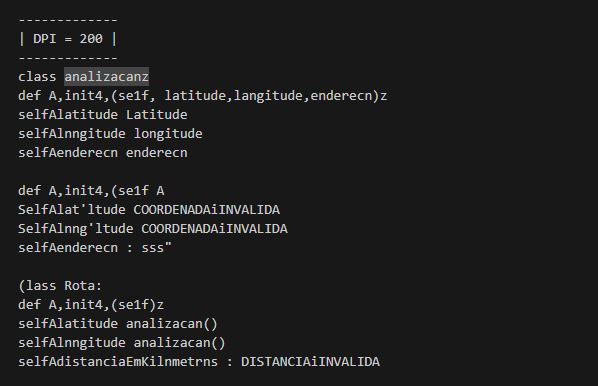 -------------
| DPI = 200 |
-------------
class analizacanz
def A,init4,(se1f, latitude,langitude,enderecn)z
selfAlatitude Latitude
selfAlnngitude longitude
selfAenderecn enderecn
def A,init4,(se1f A
SelfAlat'ltude COORDENADAiINVALIDA
SelfAlnng'ltude COORDENADAiINVALIDA
selfAenderecn : sss"
(lass Rota:
def A,init4,(se1f)z
selfAlatitude analizacan()
selfAlnngitude analizacan()
selfAdistanciaEmKilnmetrns : DISTANCIAiINVALIDA